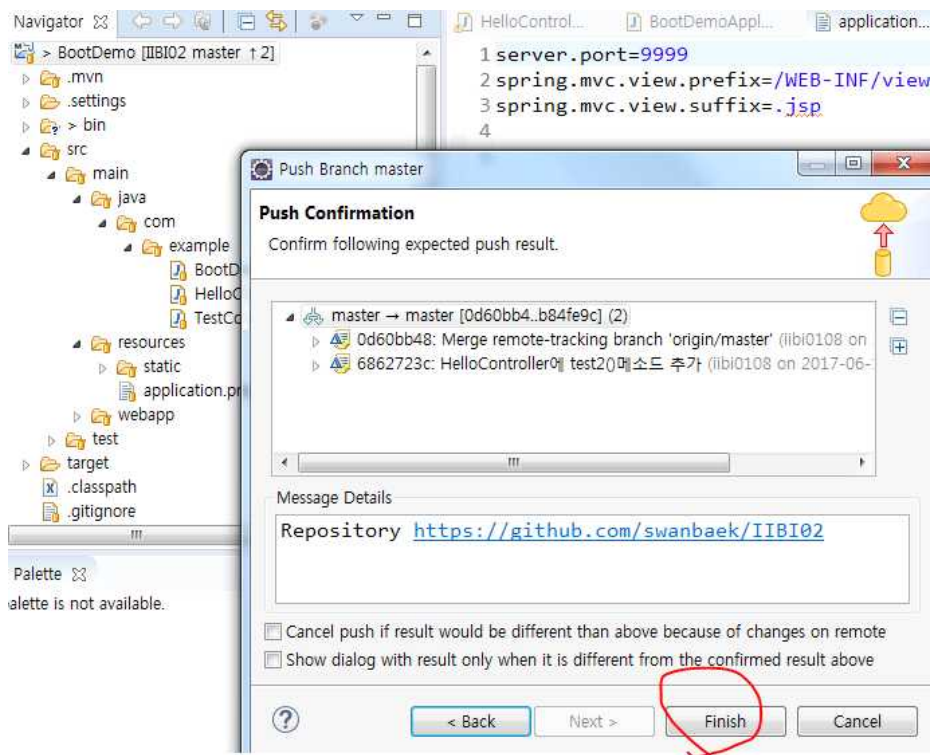 Navigator
> BootDemo [IIBI02 master ↑2]
.mvn
.settings
> bin
src
main
java
com
example
BootD
HelloC
TestCo
resources
static
application.pr
webapp
test
target
.classpath
.gitignore
Palette
alette is not available.
HelloControl...
BootDemoAppl...
application...
1 server.port=9999
2 spring.mvc.view.prefix=/WEB-INF/view
3 spring.mvc.view.suffix=.jsp
4
Push Branch master
Push Confirmation
Confirm following expected push result.
master → master [0d60bb4..b84fe9c] (2)
0d60bb48: Merge remote-tracking branch 'origin/master' (iibi0108 on
6862723c: HelloController에 test2()메소드 추가 (iibi0108 on 2017-06-
Message Details
Repository https://github.com/swanbaek/IIBI02
Cancel push if result would be different than above because of changes on remote
Show dialog with result only when it is different from the confirmed result above
< Back
Next >
Finish
Cancel